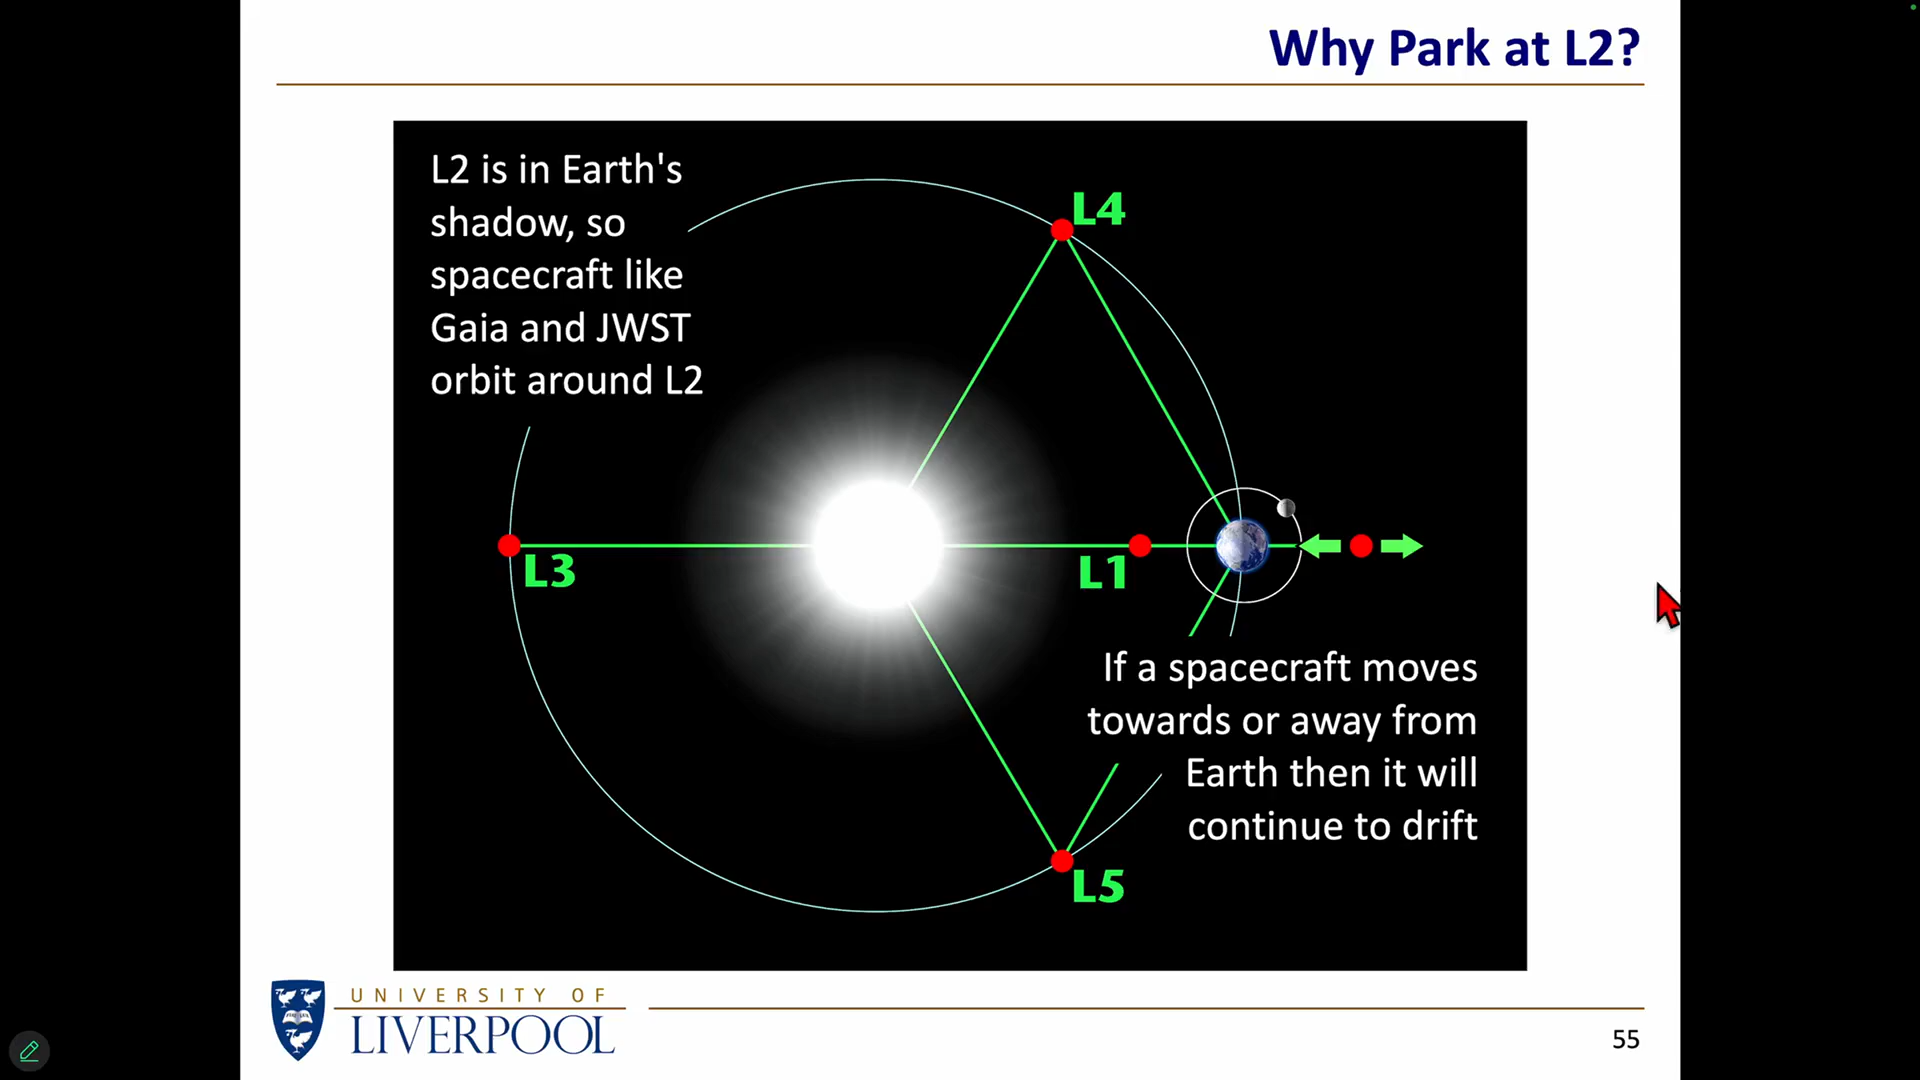 Why Park at L2?
L2 is in Earth's
shadow, so
spacecraft like
Gaia and JWST
orbit around L2
L4
L3
L1
If a spacecraft moves
towards or away from
Earth then it will
continue to drift
L5
UNIVERSITY OF
LIVERPOOL
55